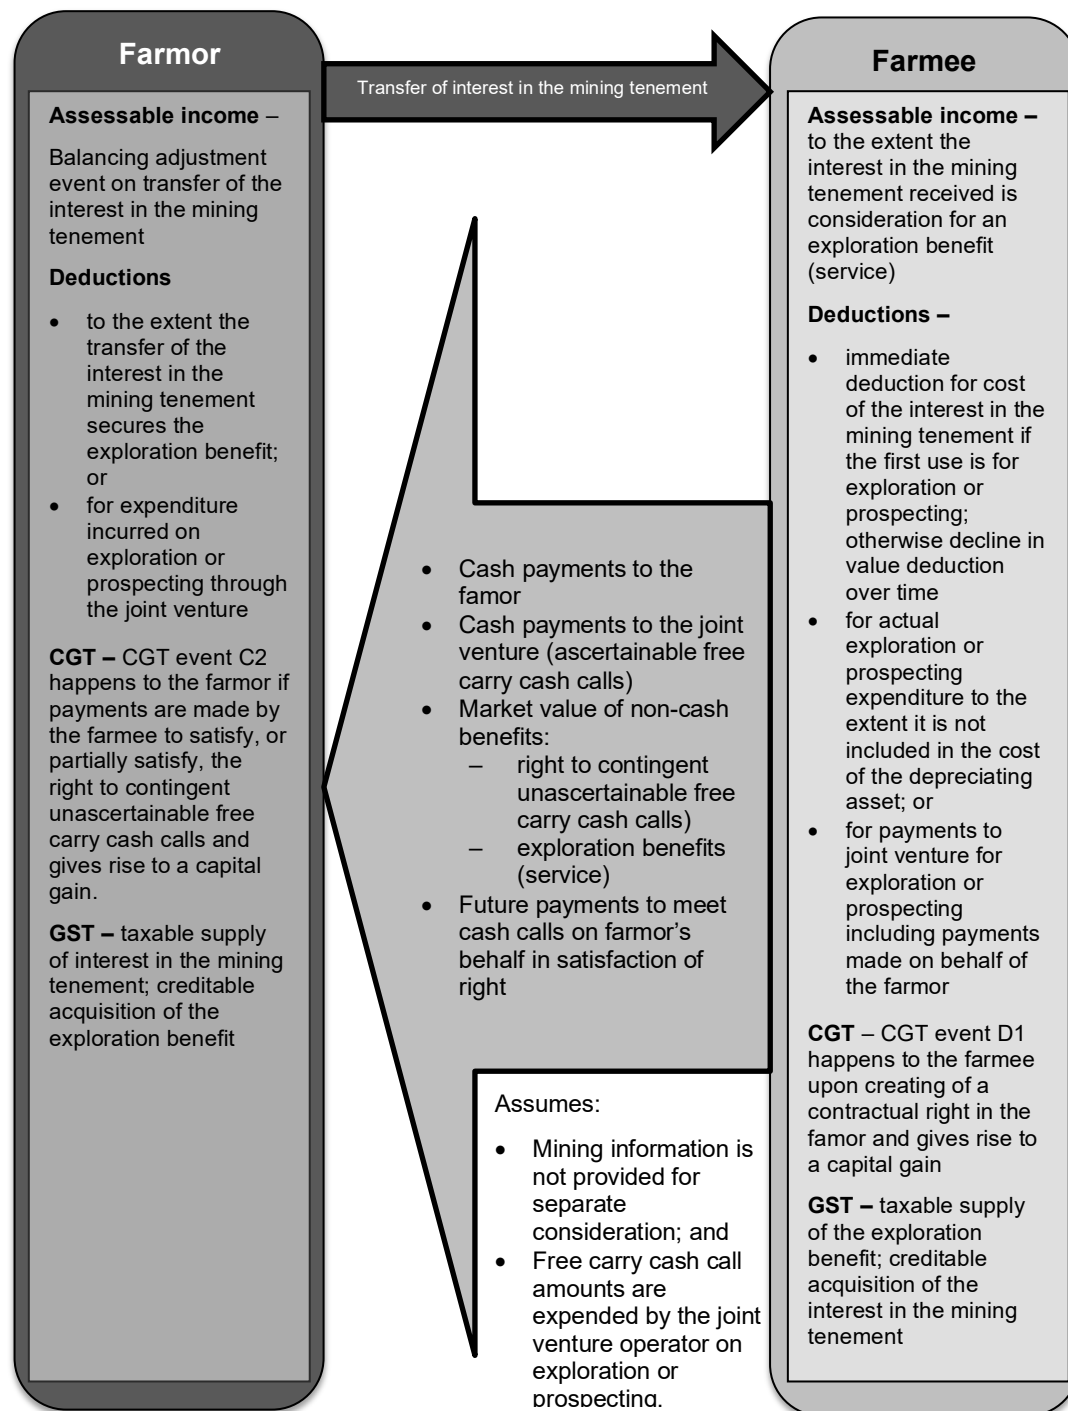 Farmor
Assessable income –
Balancing adjustment
event on transfer of the
interest in the mining
tenement
Deductions
• to the extent the
transfer of the
interest in the
mining tenement
secures the
exploration benefit;
or
• for expenditure
incurred on
exploration or
prospecting through
the joint venture
CGT – CGT event C2
happens to the farmor if
payments are made by
the farmee to satisfy, or
partially satisfy, the
right to contingent
unascertainable free
carry cash calls and
gives rise to a capital
gain.
GST – taxable supply
of interest in the mining
tenement; creditable
acquisition of the
exploration benefit
Transfer of interest in the mining tenement
• Cash payments to the
famor
• Cash payments to the joint
venture (ascertainable free
carry cash calls)
• Market value of non-cash
benefits:
– right to contingent
unascertainable free
carry cash calls)
– exploration benefits
(service)
• Future payments to meet
cash calls on farmor’s
behalf in satisfaction of
right
Assumes:
• Mining information is
not provided for
separate
consideration; and
• Free carry cash call
amounts are
expended by the joint
venture operator on
exploration or
prospecting.
Farmee
Assessable income –
to the extent the
interest in the mining
tenement received is
consideration for an
exploration benefit
(service)
Deductions –
• immediate
deduction for cost
of the interest in the
mining tenement if
the first use is for
exploration or
prospecting;
otherwise decline in
value deduction
over time
• for actual
exploration or
prospecting
expenditure to the
extent it is not
included in the cost
of the depreciating
asset; or
• for payments to
joint venture for
exploration or
prospecting
including payments
made on behalf of
the farmor
CGT – CGT event D1
happens to the farmee
upon creating of a
contractual right in the
famor and gives rise to
a capital gain
GST – taxable supply
of the exploration
benefit; creditable
acquisition of the
interest in the mining
tenement